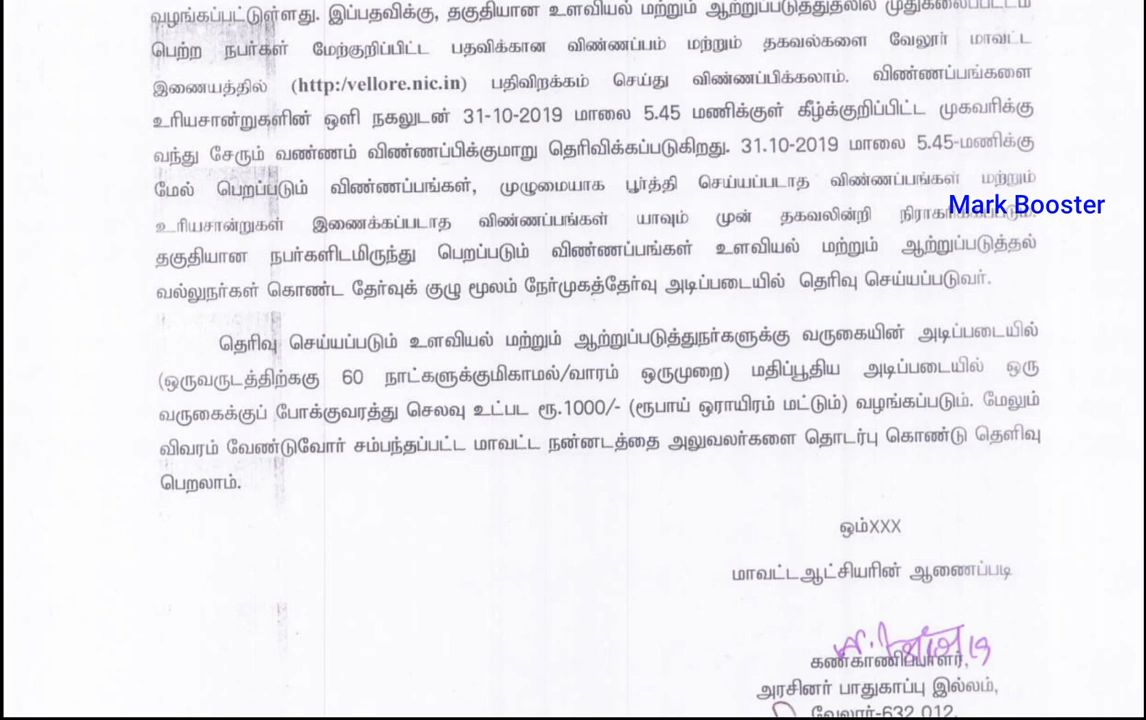 வழங்கப்பட்டுள்ளது. இப்பதவிக்கு, தகுதியான உளவியல் மற்றும் ஆற்றுப்படுத்துதலில் முதுகலைப்பட்டம்
பெற்ற நபர்கள் மேற்குறிப்பிட்ட பதவிக்கான விண்ணப்பம் மற்றும் தகவல்களை வேலூர் மாவட்ட
இணையத்தில் (http:/vellore.nic.in) பதிவிறக்கம் செய்து விண்ணப்பிக்கலாம். விண்ணப்பங்களை
உரியசான்றுகளின் ஒளி நகலுடன் 31-10-2019 மாலை 5.45 மணிக்குள் கீழ்க்குறிப்பிட்ட முகவரிக்கு
வந்து சேரும் வண்ணம் விண்ணப்பிக்குமாறு தெரிவிக்கப்படுகிறது. 31.10-2019 மாலை 5.45-மணிக்கு
மேல் பெறப்படும் விண்ணப்பங்கள், முழுமையாக பூர்த்தி செய்யப்படாத விண்ணப்பங்கள் மற்றும்
Mark Booster
உரியசான்றுகள் இணைக்கப்படாத விண்ணப்பங்கள் யாவும் முன் தகவலின்றி நிராகரிக்கப்படும்.
தகுதியான நபர்களிடமிருந்து பெறப்படும் விண்ணப்பங்கள் உளவியல் மற்றும் ஆற்றுப்படுத்தல்
வல்லுநர்கள் கொண்ட தேர்வுக் குழு மூலம் நேர்முகத்தேர்வு அடிப்படையில் தெரிவு செய்யப்படுவர்.
தெரிவு செய்யப்படும் உளவியல் மற்றும் ஆற்றுப்படுத்துநர்களுக்கு வருகையின் அடிப்படையில்
(ஒருவருடத்திற்ககு 60 நாட்களுக்குமிகாமல்/வாரம் ஒருமுறை) மதிப்பூதிய அடிப்படையில் ஒரு
வருகைக்குப் போக்குவரத்து செலவு உட்பட ரூ.1000/- (ரூபாய் ஓராயிரம் மட்டும்) வழங்கப்படும். மேலும்
விவரம் வேண்டுவோர் சம்பந்தப்பட்ட மாவட்ட நன்னடத்தை அலுவலர்களை தொடர்பு கொண்டு தெளிவு
பெறலாம்.
ஒம்XXX
மாவட்டஆட்சியரின் ஆணைப்படி
கண்காணிப்பாளர்,
அரசினர் பாதுகாப்பு இல்லம்,
வேலூர்-632 012.